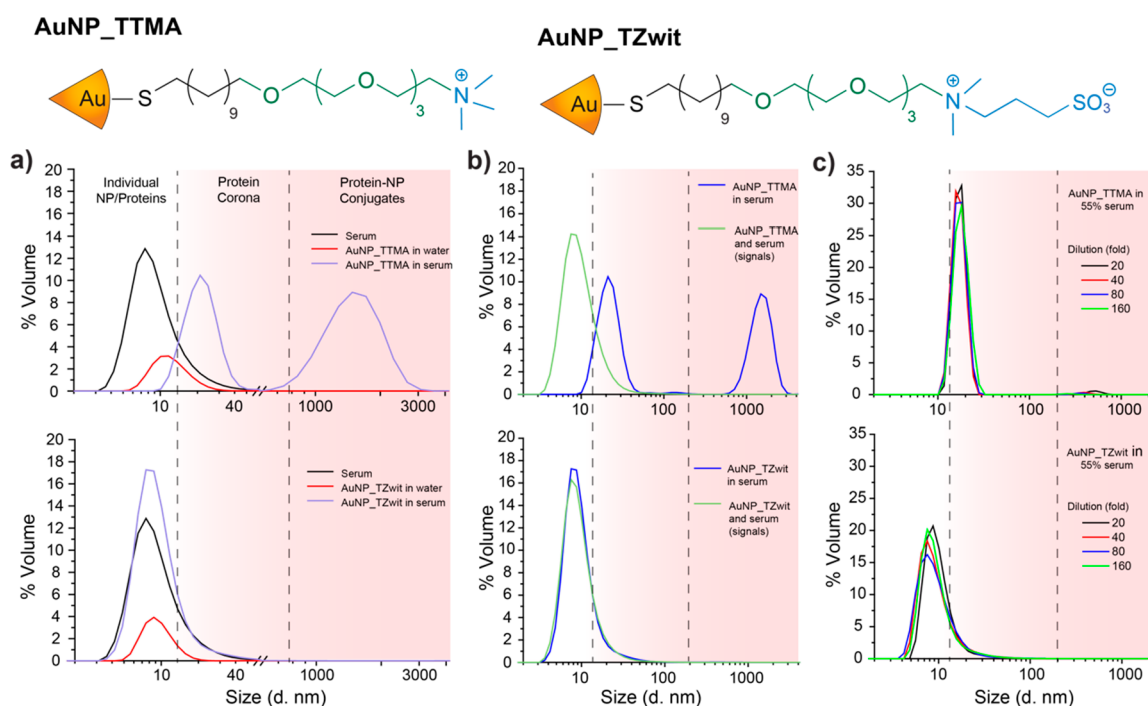 AuNP_TTMA
AuNP_TZwit
Au
S
9
O
O
3
N
⊕
Au
S
9
O
O
3
N
⊕
SO₃
⊖
a)
b)
c)
% Volume
20
18
16
14
12
10
8
6
4
2
0
Individual
NP/Proteins
Protein
Corona
Protein-NP
Conjugates
Serum
AuNP_TTMA in water
AuNP_TTMA in serum
10
40
1000
3000
% Volume
20
18
16
14
12
10
8
6
4
2
0
AuNP_TTMA
in serum
AuNP_TTMA
and serum
(signals)
10
100
1000
% Volume
35
30
25
20
15
10
5
0
AuNP_TTMA in
55% serum
Dilution (fold)
20
40
80
160
10
100
1000
% Volume
20
18
16
14
12
10
8
6
4
2
0
Serum
AuNP_TZwit in water
AuNP_TZwit in serum
10
40
1000
3000
Size (d. nm)
% Volume
20
18
16
14
12
10
8
6
4
2
0
AuNP_TZwit
in serum
AuNP_TZwit
and serum
(signals)
10
100
1000
Size (d. nm)
% Volume
35
30
25
20
15
10
5
0
AuNP_TZwit in
55% serum
Dilution (fold)
20
40
80
160
10
100
1000
Size (d. nm)